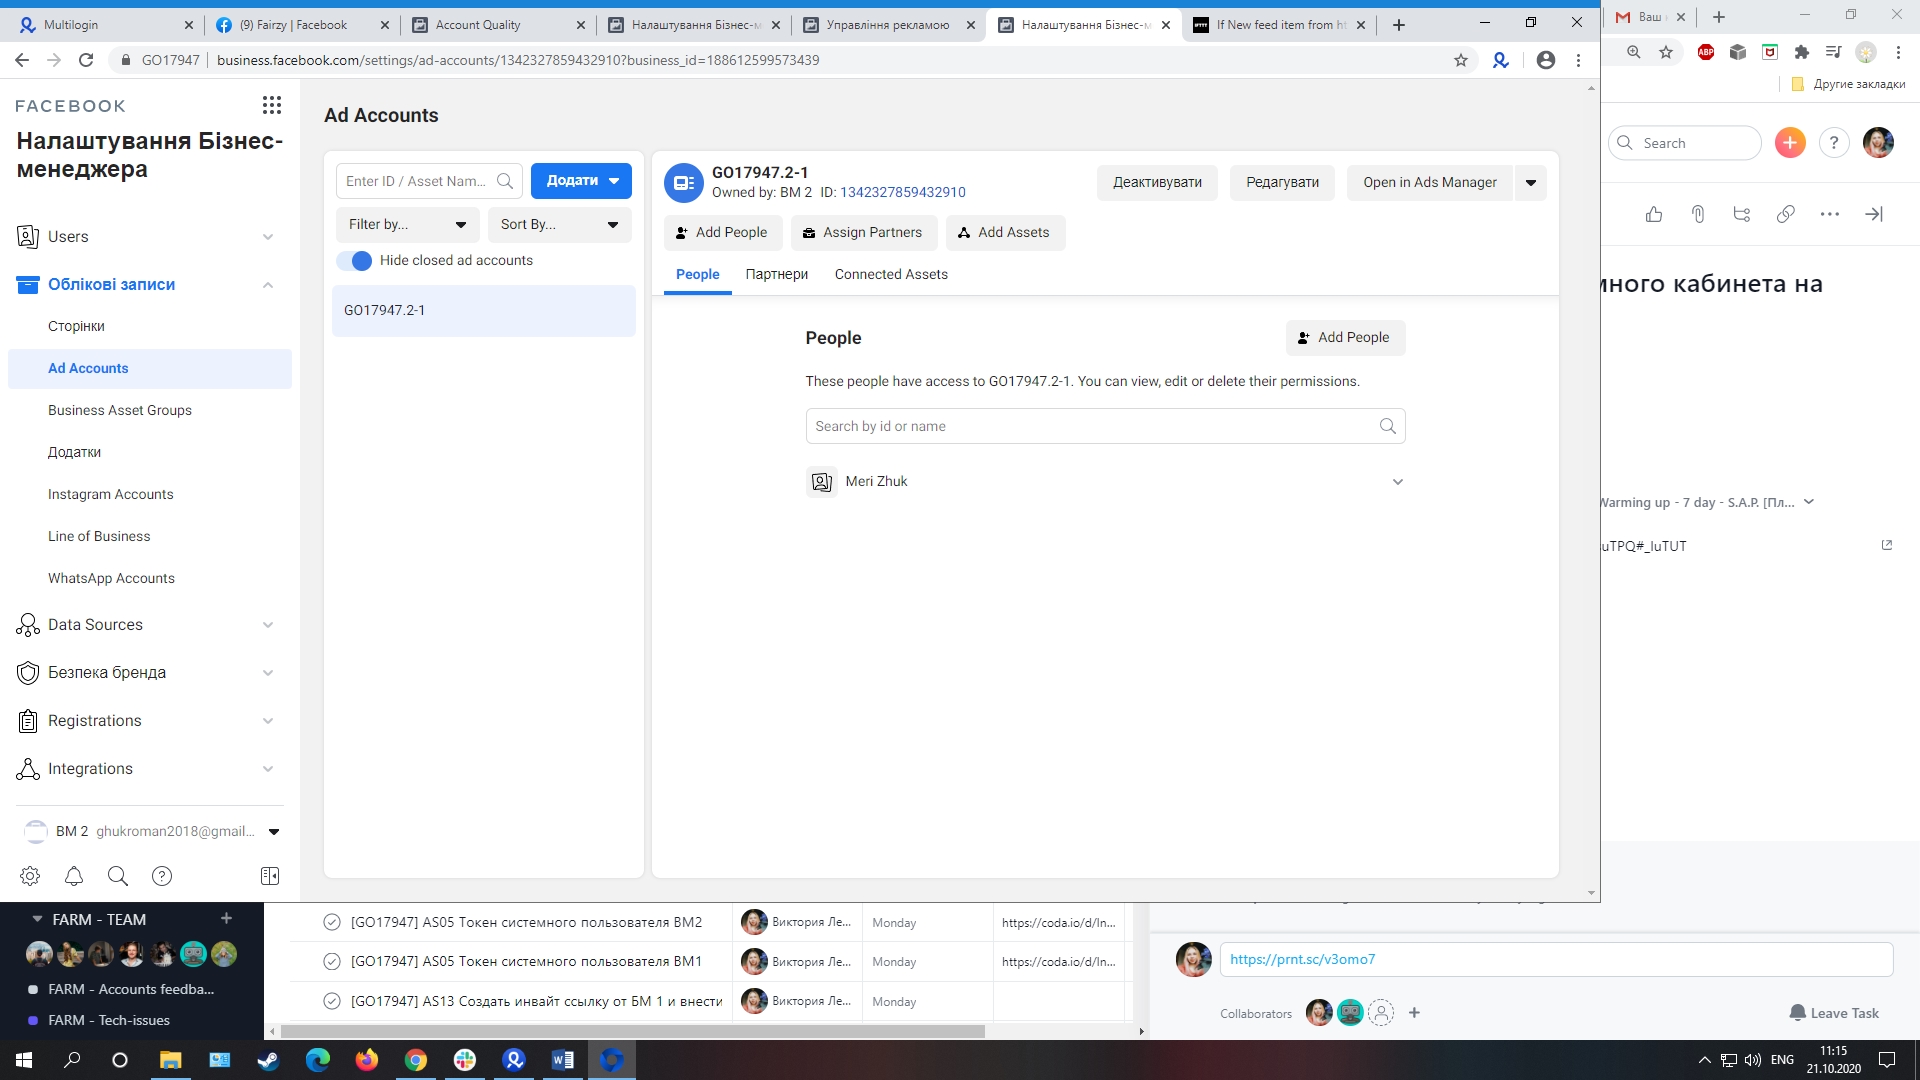 Multilogin
(9) Fairzy | Facebook
Account Quality
Налаштування Бізнес-м
Управління рекламою
Налаштування Бізнес-м
If New feed item from ht
Ваш
GO17947
business.facebook.com/settings/ad-accounts/1342327859432910?business_id=188612599573439
ABP
Другие закладки
FACEBOOK
Налаштування Бізнес-
менеджера
Users
Облікові записи
Сторінки
Ad Accounts
Business Asset Groups
Додатки
Instagram Accounts
Line of Business
WhatsApp Accounts
Data Sources
Безпека бренда
Registrations
Integrations
BM 2 ghukroman2018@gmail...
Ad Accounts
Enter ID / Asset Nam...
Додати
Filter by...
Sort By...
Hide closed ad accounts
GO17947.2-1
GO17947.2-1
Owned by: BM 2 ID: 1342327859432910
Деактивувати
Редагувати
Open in Ads Manager
Add People
Assign Partners
Add Assets
People
Партнери
Connected Assets
People
Add People
These people have access to GO17947.2-1. You can view, edit or delete their permissions.
Search by id or name
Meri Zhuk
Search
много кабинета на
Warming up - 7 day - S.A.P. [Пл...
uTPQ#_IuTUT
FARM - TEAM
FARM - Accounts feedba...
FARM - Tech-issues
[GO17947] AS05 Токен системного пользователя BM2
Виктория Ле...
Monday
https://coda.io/d/In...
[GO17947] AS05 Токен системного пользователя BM1
Виктория Ле...
Monday
https://coda.io/d/In...
[GO17947] AS13 Создать инвайт ссылку от БМ 1 и внести
Виктория Ле...
Monday
https://prnt.sc/v3omo7
Collaborators
Leave Task
ENG
11:15
21.10.2020